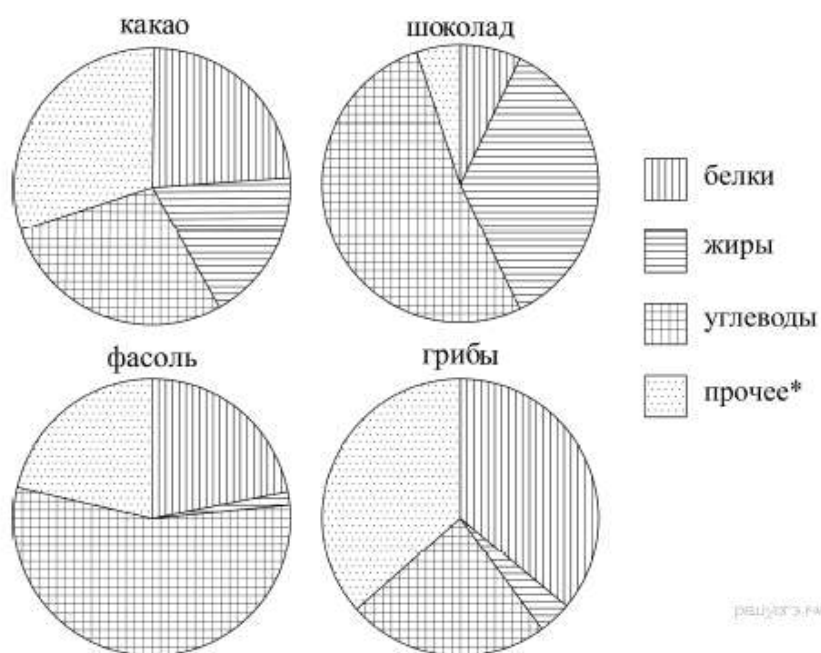 какао
шоколад
белки
жиры
углеводы
прочее*
фасоль
грибы